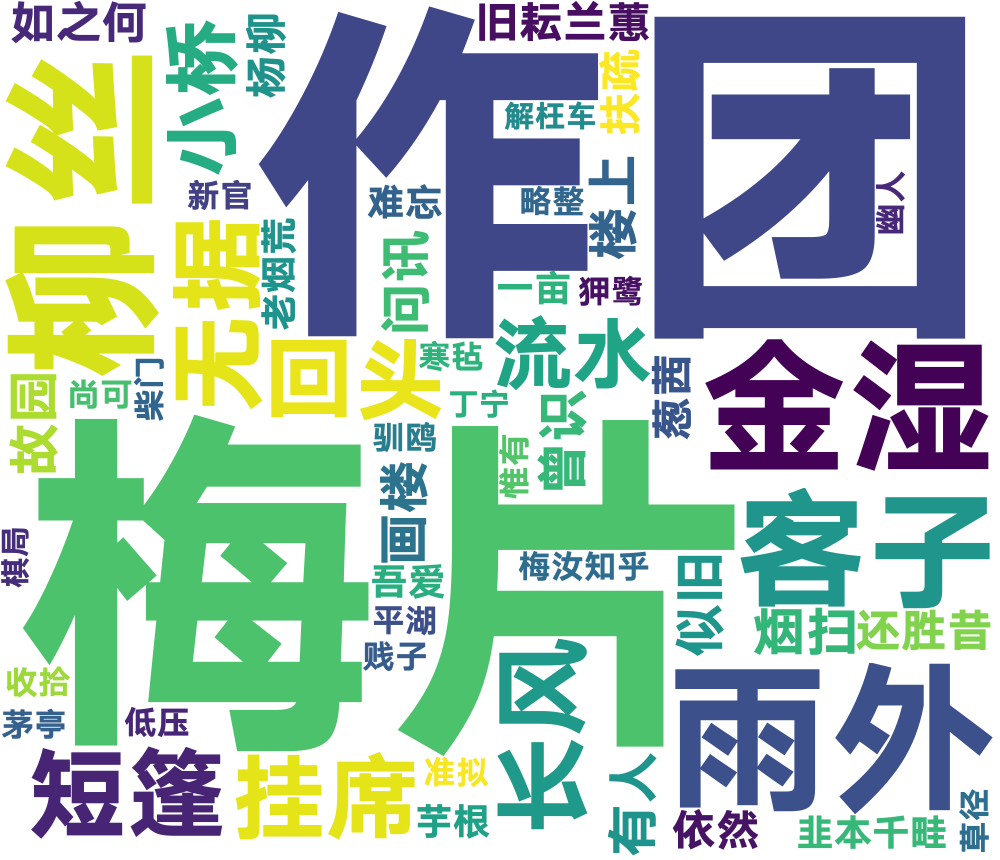 如之何
旧耘兰蕙
作团
柳丝
小桥
杨柳
扶疏
解枉车
新官
难忘
略整
楼上
幽人
无据
老烟荒
问讯
一亩
狎鹭
回头
寒毡
流水
金湿
葱茜
故园
尚可
柴门
丁宁
曾识
驯鸥
惟有
梅片
画楼
客子
棋局
梅汝知乎
吾爱
似旧
平湖
烟扫
还胜昔
贱子
收拾
长风
雨外
茅亭
低压
短篷
挂席
准拟
芋根
有人
依然
韭本千畦
草径